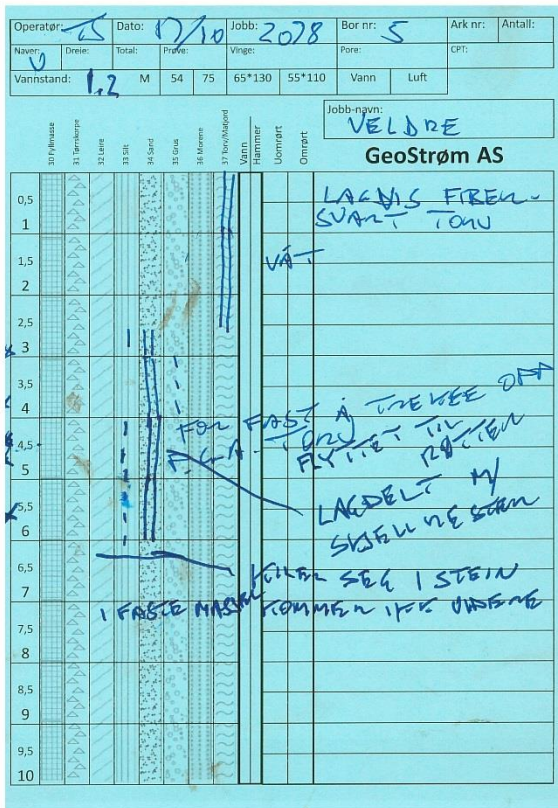 Operatør: TS Dato: 17/10 Jobb: 2078 Bor nr: 5 Ark nr: Antall:
Naver: U Dreie: Total: Prøve: Vinge: Pore: CPT:
Vannstand: 1,2 M 54 75 65*130 55*110 Vann Luft
Jobb-navn:
VELDRE
GeoStrøm AS
30 Fyllmasse
31 Tørrskorpe
32 Leire
33 Silt
34 Sand
35 Grus
36 Morene
37 Torv/Matjord
Vann
Hammer
Uomrørt
Omrørt
0,5
LAGVIS FIBER-
SVART TORV
1
1,5
VÅT
2
2,5
3
3,5
4
FOR FAST Å TREKKE OPP
P.G.A. TORV FLYTTET TIL
RØTTER
4,5
5
LAGDELT M/
SKJELLRESTER
5,5
6
6,5
KILER SEG I STEIN
7
I FASTE MASSER KOMMER IKK VIDERE
7,5
8
8,5
9
9,5
10